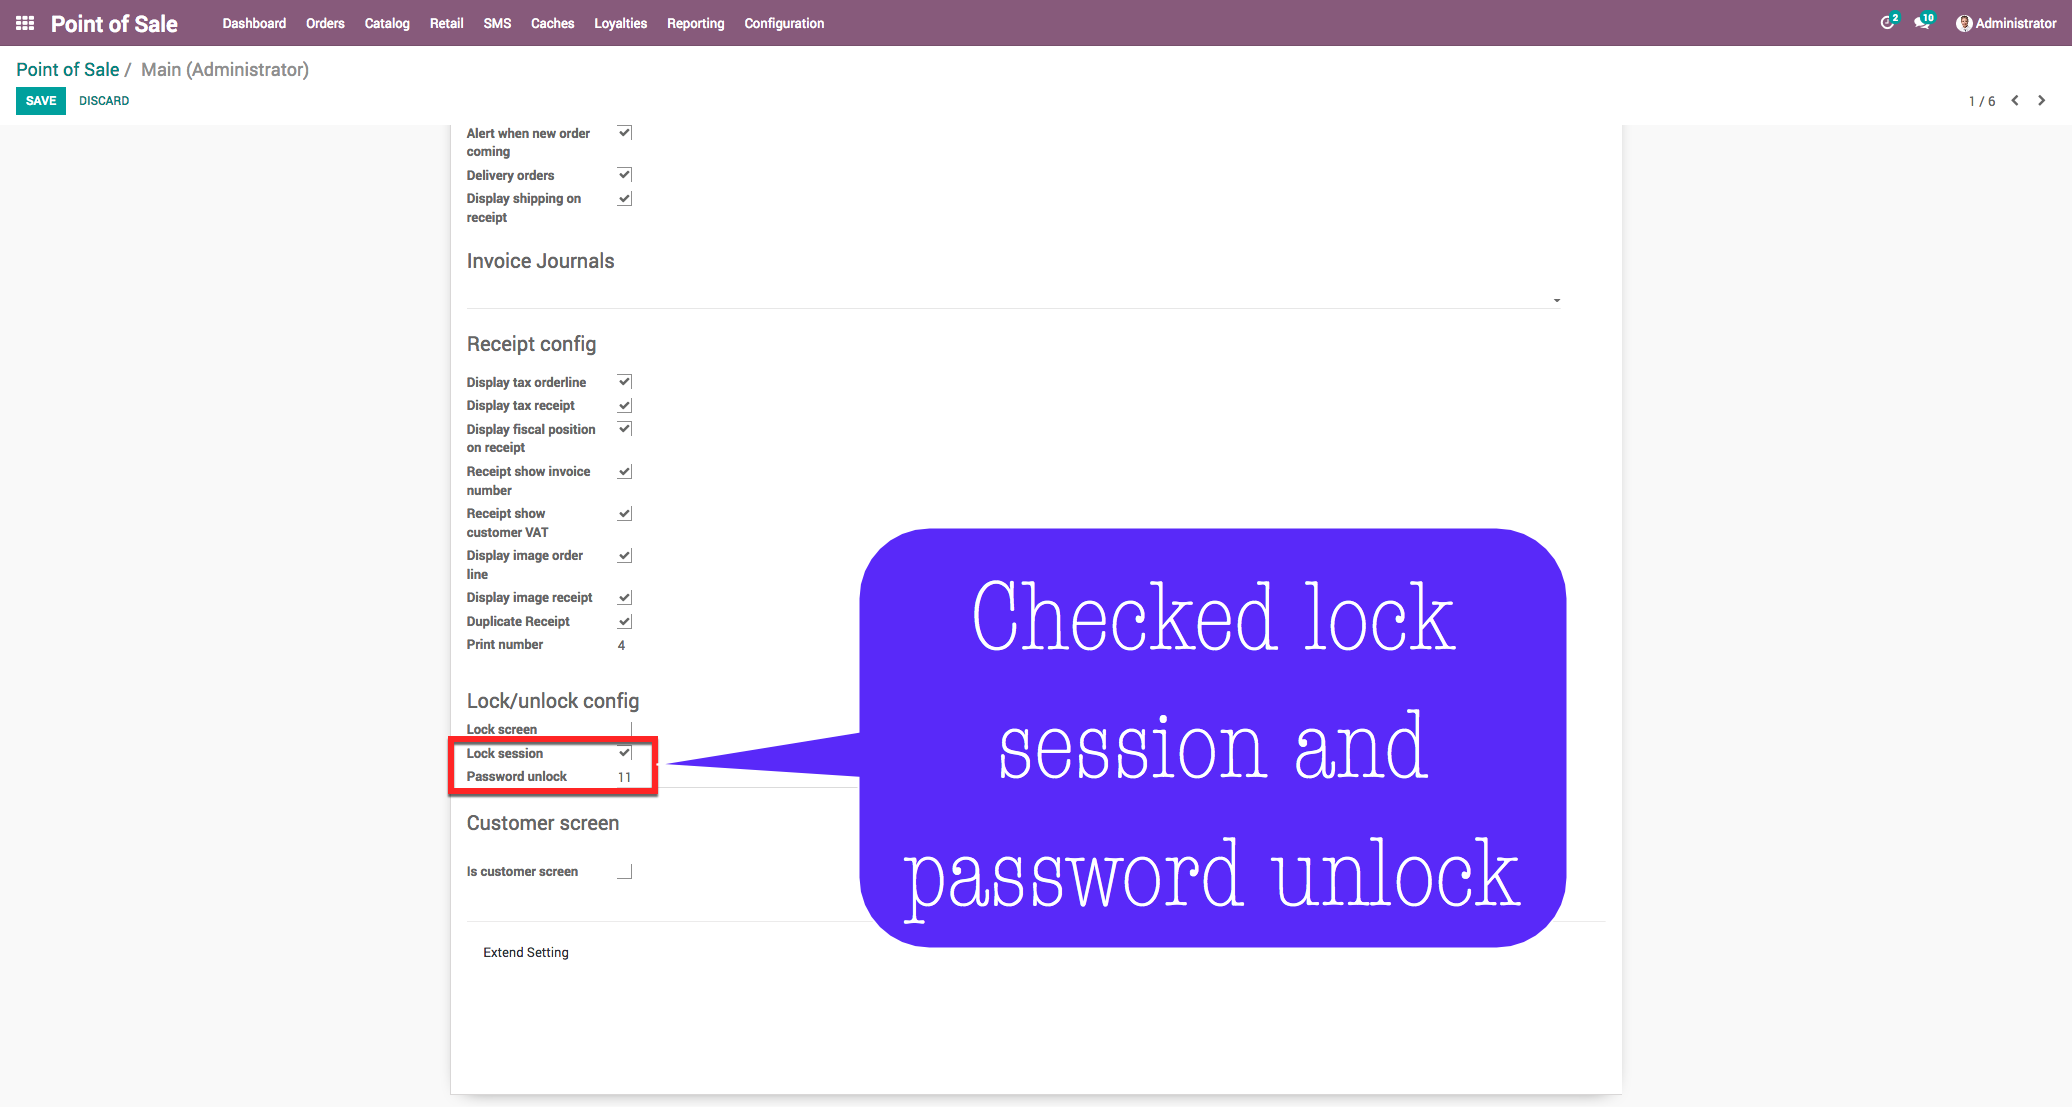 Point of Sale Dashboard Orders Catalog Retail SMS Caches Loyalties Reporting Configuration 2 10 Administrator
Point of Sale / Main (Administrator)
SAVE DISCARD 1 / 6
Alert when new order
coming
Delivery orders
Display shipping on
receipt
Invoice Journals
Receipt config
Display tax orderline
Display tax receipt
Display fiscal position
on receipt
Receipt show invoice
number
Receipt show
customer VAT
Display image order
line
Display image receipt
Duplicate Receipt
Print number 4
Lock/unlock config
Lock screen
Lock session
Password unlock 11
Customer screen
Is customer screen
Extend Setting
Checked lock
session and
password unlock